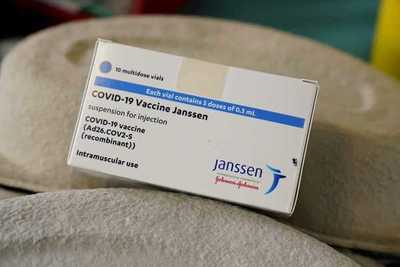 10 multidose vials
Each vial contains 5 doses of 0.5 mL
COVID-19 Vaccine Janssen
suspension for injection
COVID-19 vaccine
(Ad26.COV2-S
(recombinant))
Intramuscular use
janssen
Johnson & Johnson